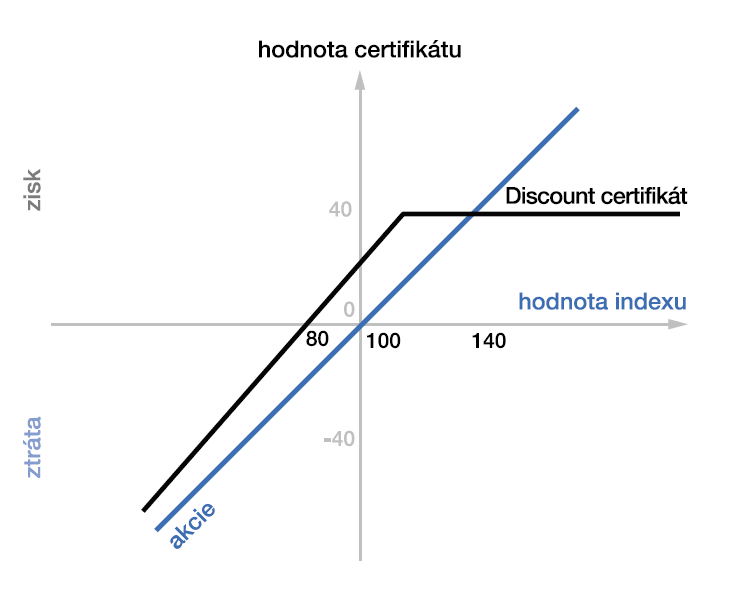 hodnota certifikátu
zisk
40
Discount certifikát
0
hodnota indexu
80
100
140
-40
ztráta
akcie